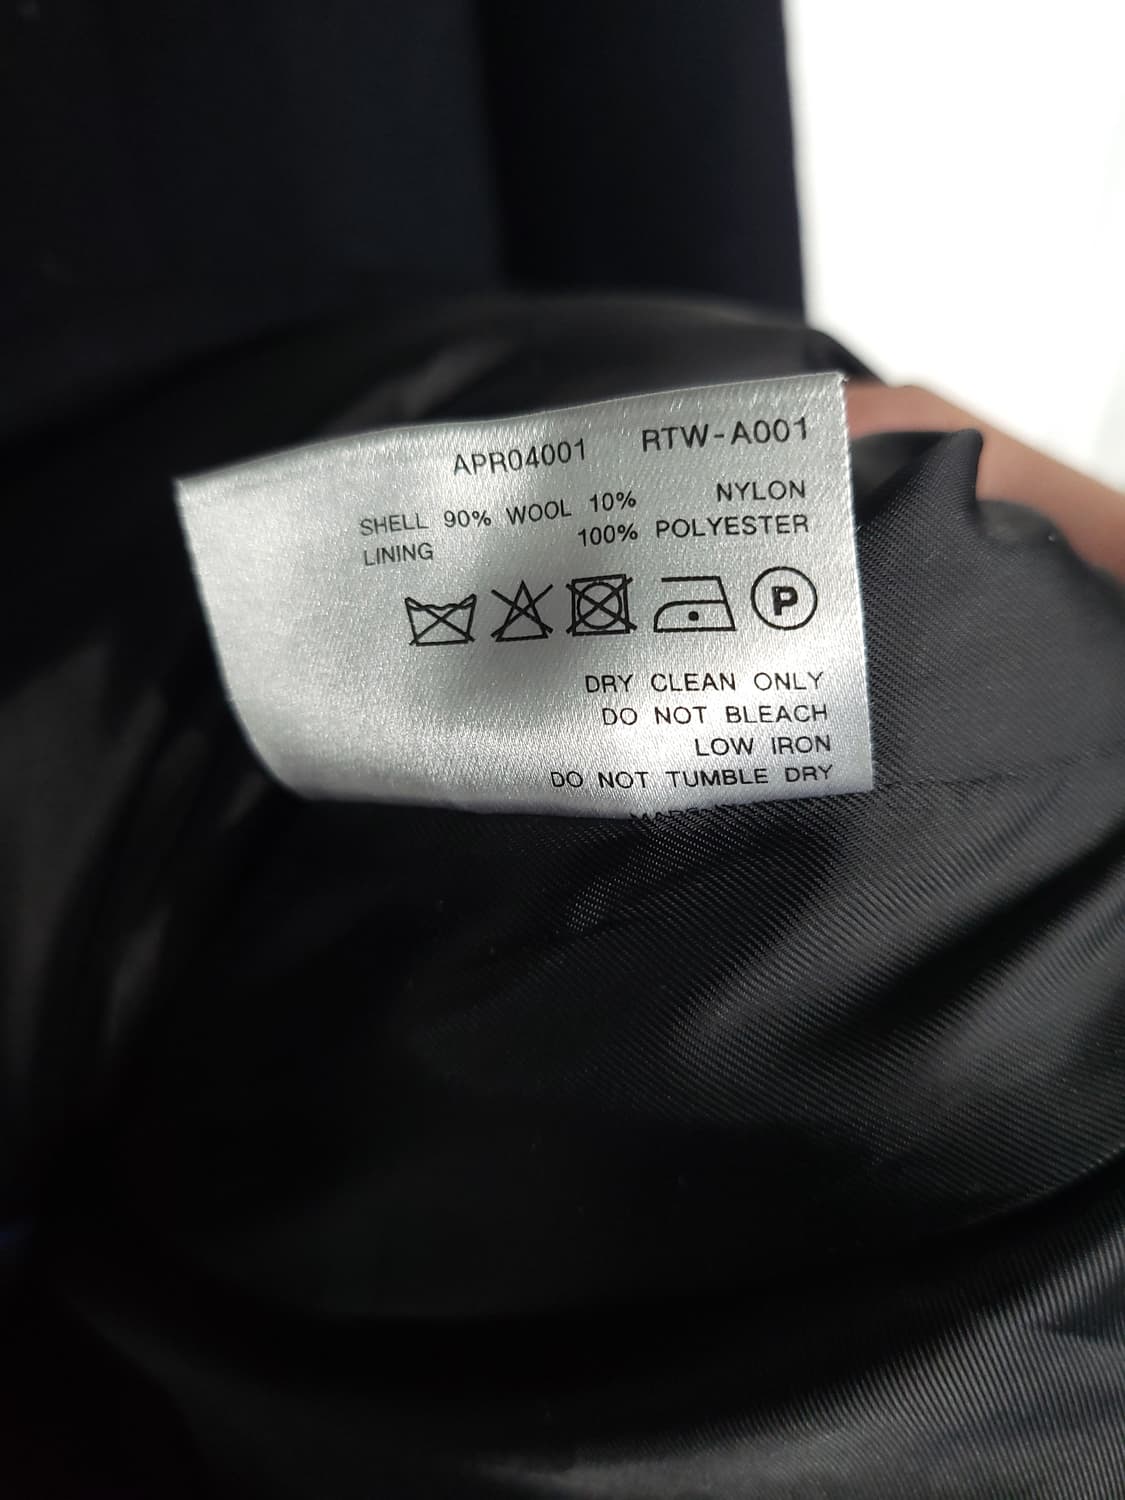 APR04001 RTW-A001
SHELL 90% WOOL 10% NYLON
LINING 100% POLYESTER
P
DRY CLEAN ONLY
DO NOT BLEACH
LOW IRON
DO NOT TUMBLE DRY